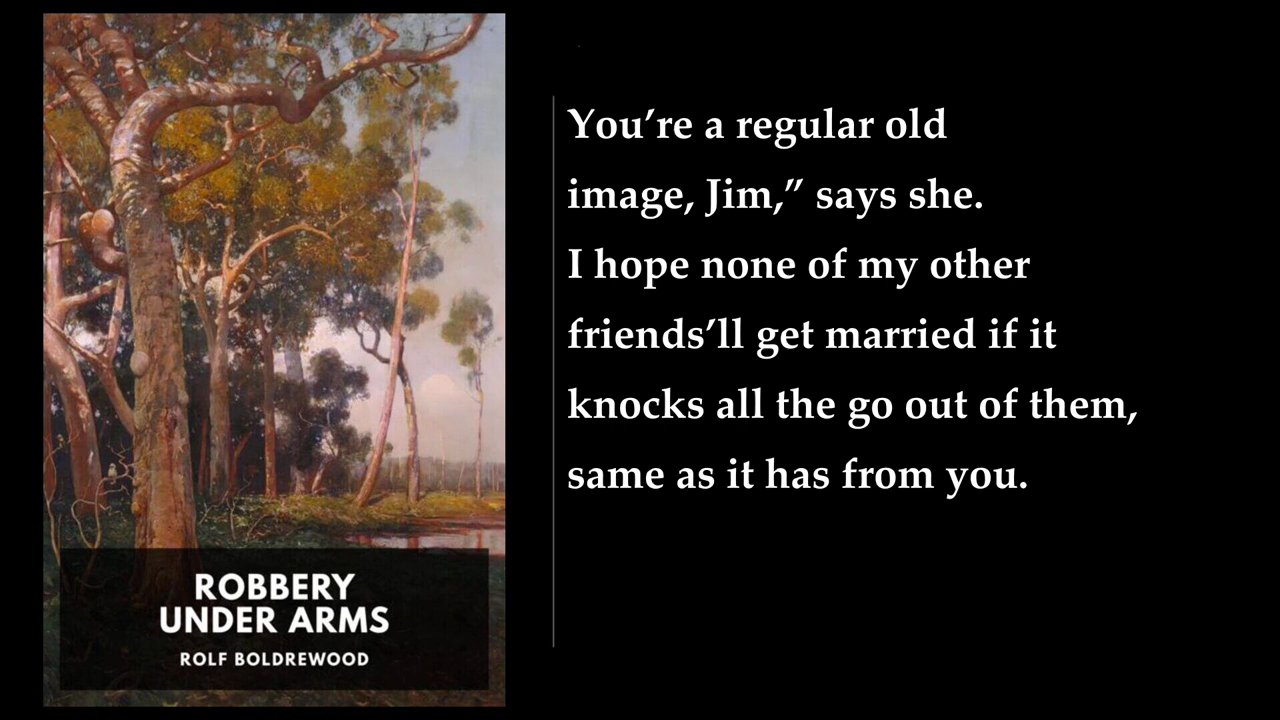 You’re a regular old
image, Jim,” says she.
I hope none of my other
friends’ll get married if it
knocks all the go out of them,
same as it has from you.
ROBBERY
UNDER ARMS
ROLF BOLDREWOOD